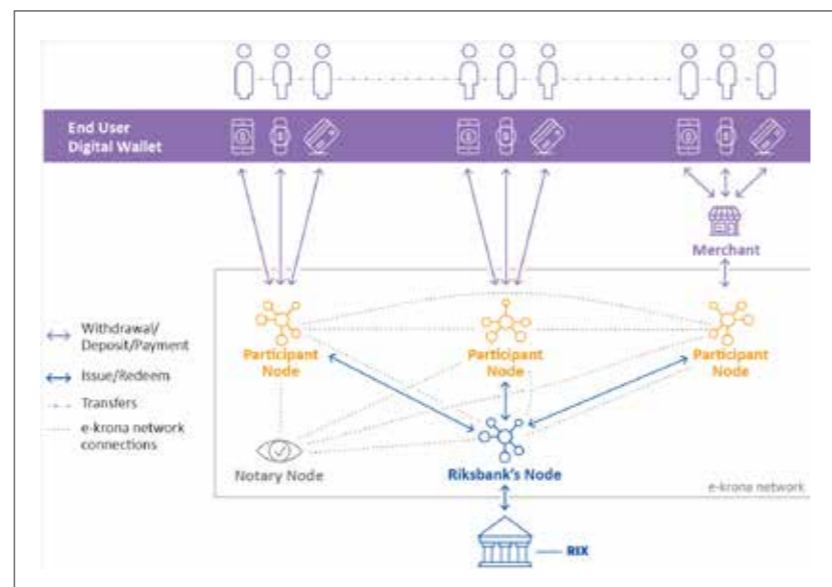 End User
Digital Wallet
Merchant
Withdrawal/
Deposit/Payment
Issue/Redeem
Transfers
e-krona network
connections
Participant
Node
Participant
Node
Participant
Node
Notary Node
Riksbank's Node
e-krona network
RIX